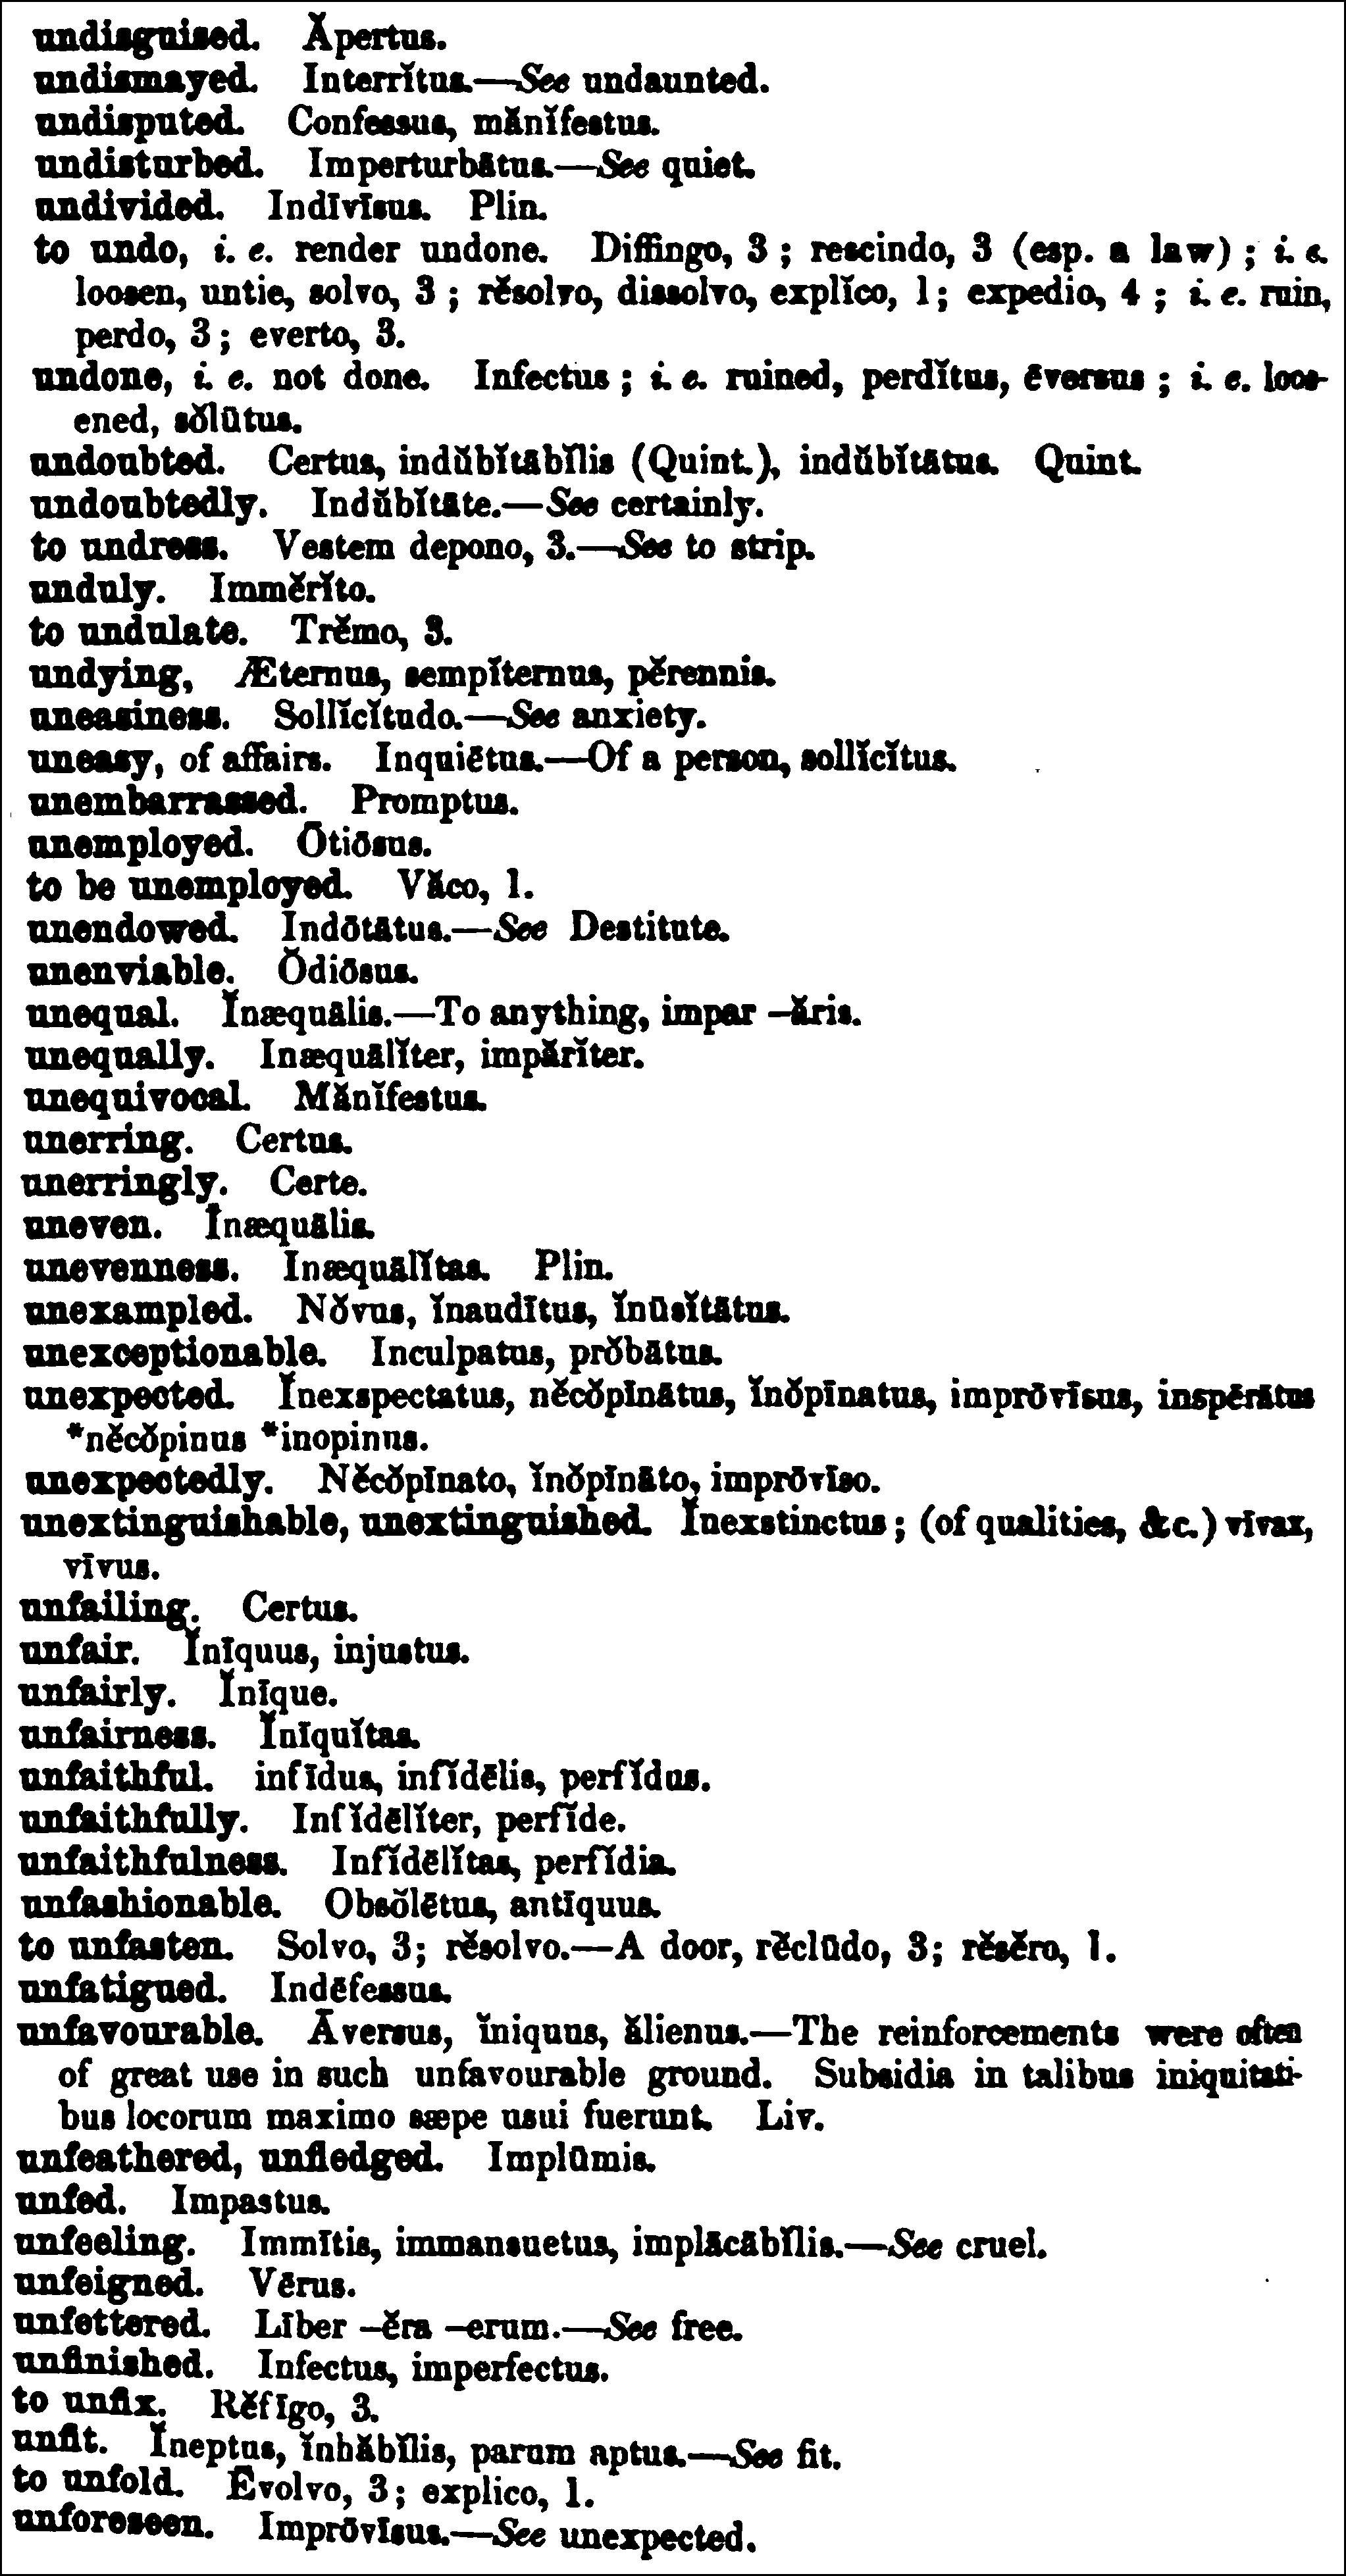 undisguised. Ăpertus.
undismayed. Interrĭtus.—See undaunted.
undisputed. Confessus, mănĭfestus.
undisturbed. Imperturbātus.—See quiet.
undivided. Indīvīsus. Plin.
to undo, i. e. render undone. Diffingo, 3; rescindo, 3 (esp. a law); i. e.
loosen, untie, solvo, 3; rĕsolvo, dissolvo, explĭco, 1; expedio, 4; i. e. ruin,
perdo, 3; everto, 3.
undone, i. e. not done. Infectus; i. e. ruined, perdĭtus, ēversus; i. e. loos-
ened, sŏlūtus.
undoubted. Certus, indŭbĭtābĭlis (Quint.), indŭbĭtātus. Quint.
undoubtedly. Indŭbĭtāte.—See certainly.
to undress. Vestem depono, 3.—See to strip.
unduly. Immĕrĭto.
to undulate. Trĕmo, 3.
undying, Æternus, sempĭternus, pĕrennis.
uneasiness. Sollĭcĭtudo.—See anxiety.
uneasy, of affairs. Inquiētus.—Of a person, sollĭcĭtus.
unembarrassed. Promptus.
unemployed. Ōtiōsus.
to be unemployed. Văco, 1.
unendowed. Indōtātus.—See Destitute.
unenviable. Ŏdiōsus.
unequal. Ĭnæquālis.—To anything, impar –ăris.
unequally. Inæquālĭter, impărĭter.
unequivocal. Mănĭfestus.
unerring. Certus.
unerringly. Certe.
uneven. Ĭnæquālis.
unevenness. Inæquālĭtas. Plin.
unexampled. Nŏvus, ĭnaudītus, ĭnūsĭtātus.
unexceptionable. Inculpatus, prŏbātus.
unexpected. Ĭnexspectatus, nĕcŏpīnātus, ĭnŏpīnatus, imprōvīsus, inspērātus
*nĕcŏpinus *inopinus.
unexpectedly. Nĕcŏpīnato, ĭnŏpīnāto, imprōvīso.
unextinguishable, unextinguished. Ĭnexstinctus; (of qualities, &c.) vīvax,
vīvus.
unfailing. Certus.
unfair. Ĭnīquus, injustus.
unfairly. Ĭnīque.
unfairness. Ĭnīquĭtas.
unfaithful. infīdus, infĭdēlis, perfĭdus.
unfaithfully. Infĭdēlĭter, perfĭde.
unfaithfulness. Infĭdēlĭtas, perfĭdia.
unfashionable. Obsŏlētus, antīquus.
to unfasten. Solvo, 3; rĕsolvo.—A door, rĕclūdo, 3; rĕsĕro, 1.
unfatigued. Indēfessus.
unfavourable. Āversus, ĭniquus, ălienus.—The reinforcements were often
of great use in such unfavourable ground. Subsidia in talibus iniquitati-
bus locorum maximo sæpe usui fuerunt. Liv.
unfeathered, unfledged. Implūmis.
unfed. Impastus.
unfeeling. Immītis, immansuetus, implācābĭlis.—See cruel.
unfeigned. Vērus.
unfettered. Līber –ĕra –erum.—See free.
unfinished. Infectus, imperfectus.
to unfix. Rĕfīgo, 3.
unfit. Ĭneptus, ĭnhăbĭlis, parum aptus.—See fit.
to unfold. Ēvolvo, 3; explico, 1.
unforeseen. Imprōvīsus.—See unexpected.